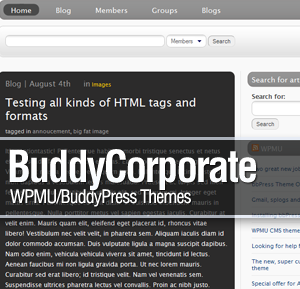 Home Blog Members Groups Blogs
Members Search
Blog | August 4th in images
Testing all kinds of HTML tags and
formats
tagged in annoucement, big fat image
Search for art
Search for:
Search
WPMU
BuddyCorporate
WPMU/BuddyPress Themes
velit enim. Mauris quam elit, eleifend eget placerat id, rhoncus vitae
libero! Vestibulum nec velit velit, in pharetra sem. Aliquam iaculis diam id
dolor commodo accumsan. Duis vulputate ligula a magna suscipit dapibus.
Nam odio enim, vehicula vehicula viverra sit amet, tincidunt id lectus.
Aenean faucibus mi non ligula gravida porta. Ut nec lorem mauris.
Curabitur sed erat libero; id tristique velit. Nam vel venenatis sem.
Suspendisse ultrices pharetra lectus vel convallis. Proin ac nibh justo.
WPMU CMS theme
Looking for help f
The new, super cu
theme
Special offer for A